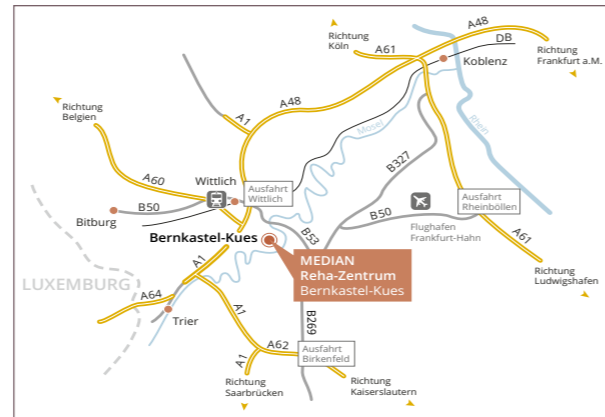 A48
Richtung
Köln
A61
DB
Richtung
Frankfurt a.M.
Koblenz
Richtung
Belgien
A1
A48
Mosel
Rhein
A60
Wittlich
Ausfahrt
Wittlich
B327
Ausfahrt
Rheinböllen
B50
Bitburg
B50
Flughafen
Frankfurt-Hahn
A61
Bernkastel-Kues
B53
MEDIAN
Reha-Zentrum
Bernkastel-Kues
Richtung
Ludwigshafen
LUXEMBURG
A1
A64
Trier
A1
B269
A62
Ausfahrt
Birkenfeld
A1
Richtung
Saarbrücken
Richtung
Kaiserslautern